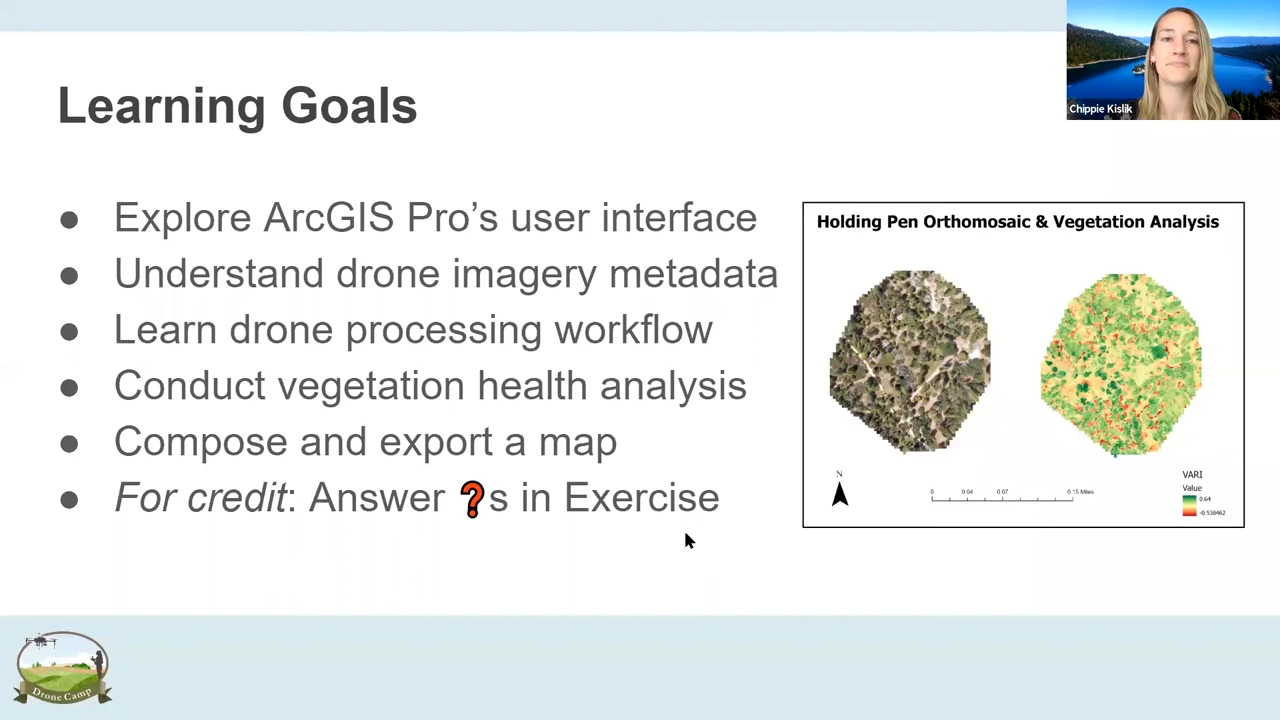 Learning Goals
Chippie Kislik
● Explore ArcGIS Pro's user interface
● Understand drone imagery metadata
● Learn drone processing workflow
● Conduct vegetation health analysis
● Compose and export a map
● For credit: Answer ❓s in Exercise
Holding Pen Orthomosaic & Vegetation Analysis
N
0 0.04 0.07 0.15 Miles
VARI
Value
0.64
-0.538462
Drone Camp